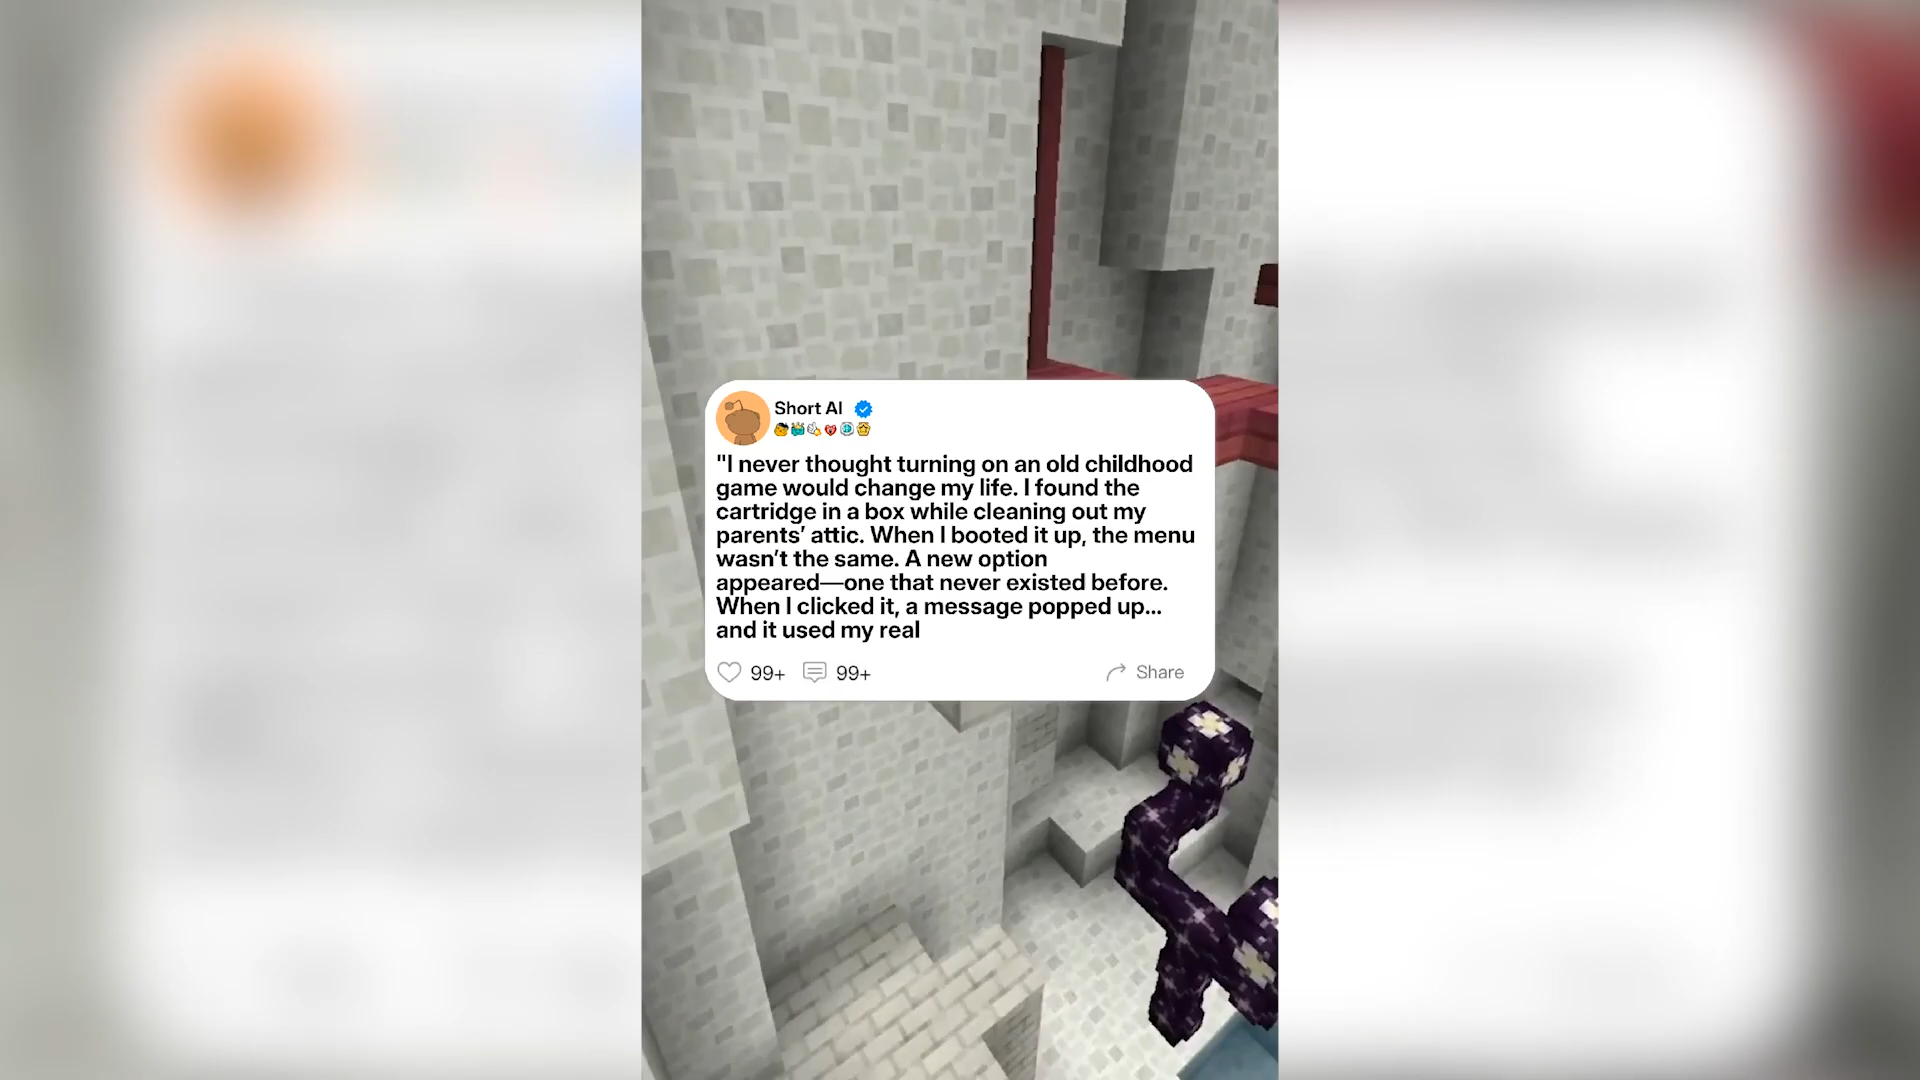 Short AI
"I never thought turning on an old childhood
game would change my life. I found the
cartridge in a box while cleaning out my
parents’ attic. When I booted it up, the menu
wasn’t the same. A new option
appeared—one that never existed before.
When I clicked it, a message popped up...
and it used my real
99+ 99+ Share